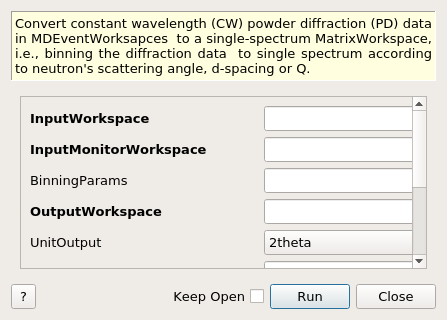 Convert constant wavelength (CW) powder diffraction (PD) data
in MDEventWorksapces to a single-spectrum MatrixWorkspace,
i.e., binning the diffraction data to single spectrum according
to neutron's scattering angle, d-spacing or Q.
InputWorkspace
InputMonitorWorkspace
BinningParams
OutputWorkspace
UnitOutput 2theta
? Keep Open Run Close